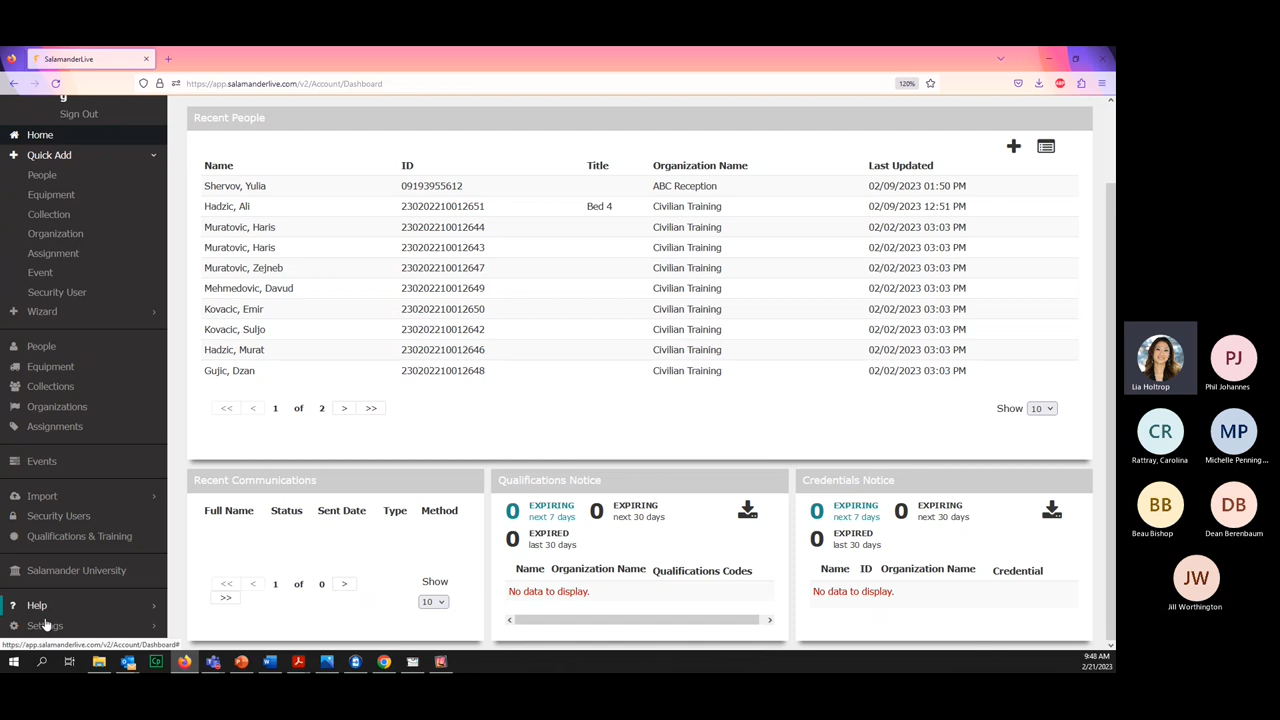 SalamanderLive
https://app.salamanderlive.com/v2/Account/Dashboard
120%
g
Sign Out
Home
Quick Add
People
Equipment
Collection
Organization
Assignment
Event
Security User
Wizard
People
Equipment
Collections
Organizations
Assignments
Events
Import
Security Users
Qualifications & Training
Salamander University
Help
Settings
https://app.salamanderlive.com/v2/Account/Dashboard#
Recent People
Name ID Title Organization Name Last Updated
Shervov, Yulia 09193955612 ABC Reception 02/09/2023 01:50 PM
Hadzic, Ali 230202210012651 Bed 4 Civilian Training 02/09/2023 12:51 PM
Muratovic, Haris 230202210012644 Civilian Training 02/02/2023 03:03 PM
Muratovic, Haris 230202210012643 Civilian Training 02/02/2023 03:03 PM
Muratovic, Zejneb 230202210012647 Civilian Training 02/02/2023 03:03 PM
Mehmedovic, Davud 230202210012649 Civilian Training 02/02/2023 03:03 PM
Kovacic, Emir 230202210012650 Civilian Training 02/02/2023 03:03 PM
Kovacic, Suljo 230202210012642 Civilian Training 02/02/2023 03:03 PM
Hadzic, Murat 230202210012646 Civilian Training 02/02/2023 03:03 PM
Gujic, Dzan 230202210012648 Civilian Training 02/02/2023 03:03 PM
<< < 1 of 2 > >> Show 10
Recent Communications
Full Name Status Sent Date Type Method
<< < 1 of 0 > >>
Show
10
Qualifications Notice
0 EXPIRING next 7 days 0 EXPIRING next 30 days
0 EXPIRED last 30 days
Name Organization Name Qualifications Codes
No data to display.
Credentials Notice
0 EXPIRING next 7 days 0 EXPIRING next 30 days
0 EXPIRED last 30 days
Name ID Organization Name Credential
No data to display.
9:48 AM
2/21/2023
Lia Holtrop
PJ
Phil Johannes
CR
Rattray, Carolina
MP
Michelle Penning...
BB
Beau Bishop
DB
Dean Berenbaum
JW
Jill Worthington